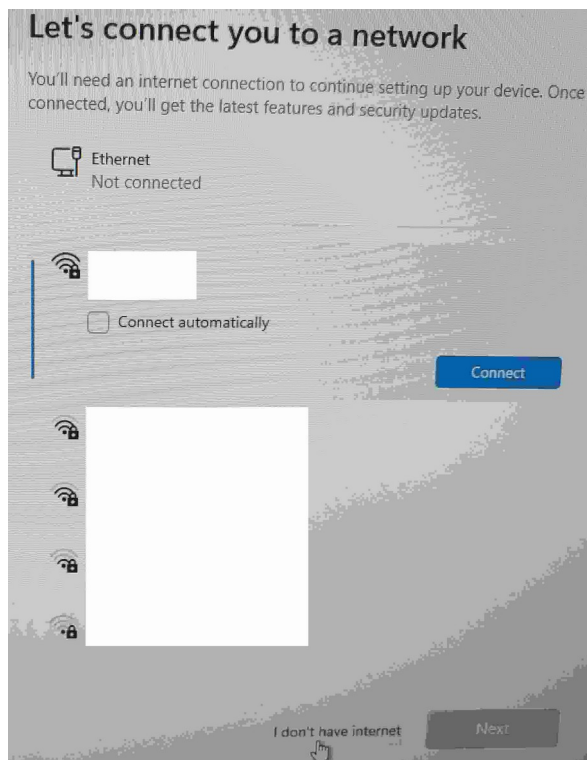 Let's connect you to a network
You'll need an internet connection to continue setting up your device. Once
connected, you'll get the latest features and security updates.
Ethernet
Not connected
Connect automatically
Connect
I don't have internet
Next